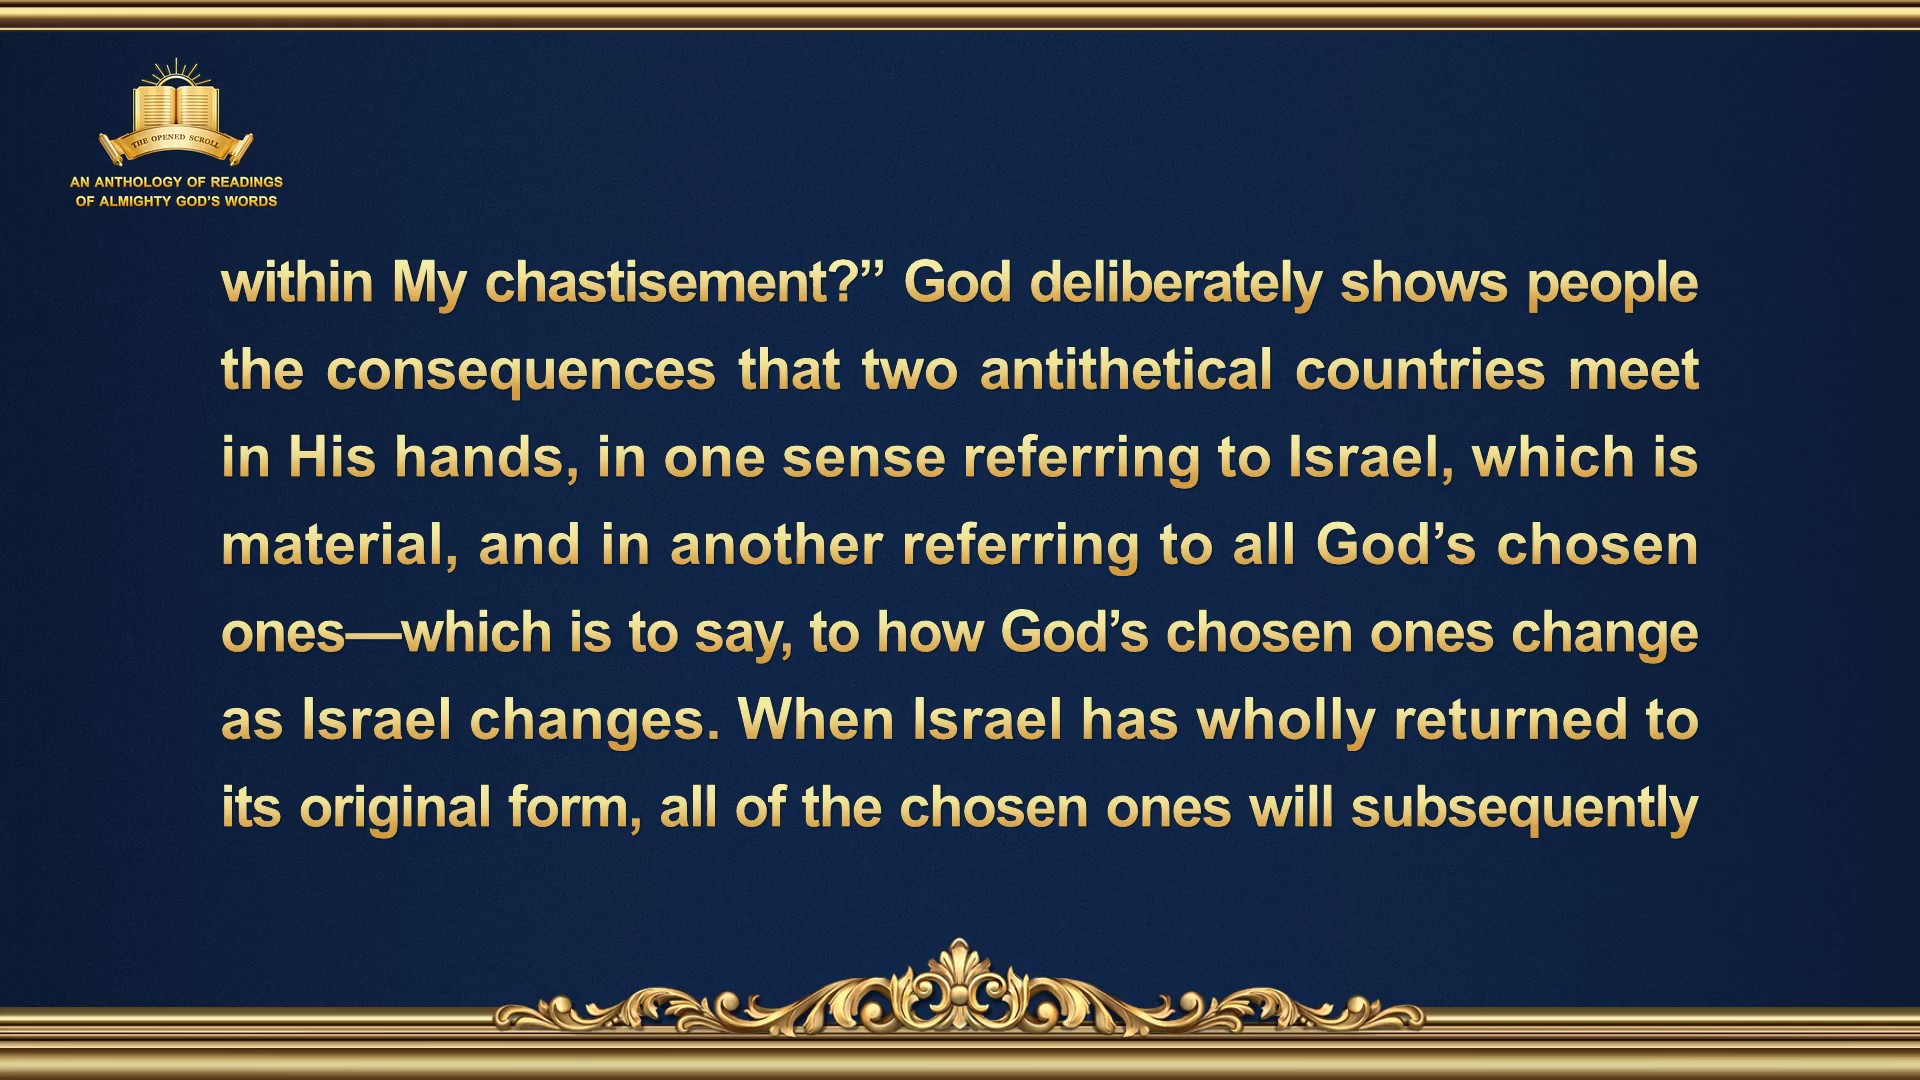 THE OPENED SCROLL
AN ANTHOLOGY OF READINGS
OF ALMIGHTY GOD’S WORDS
within My chastisement?” God deliberately shows people
the consequences that two antithetical countries meet
in His hands, in one sense referring to Israel, which is
material, and in another referring to all God’s chosen
ones—which is to say, to how God’s chosen ones change
as Israel changes. When Israel has wholly returned to
its original form, all of the chosen ones will subsequently